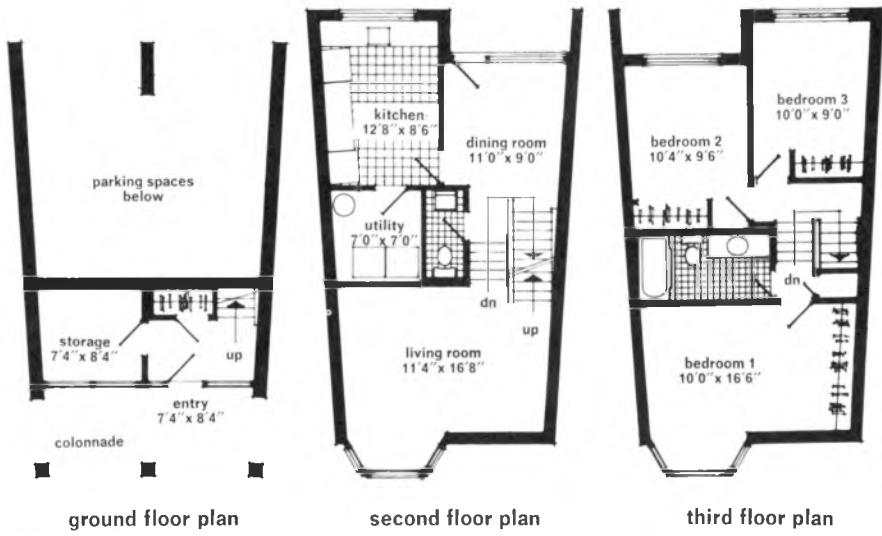 parking spaces
below
storage
7'4" x 8'4"
up
entry
7'4" x 8'4"
colonnade
ground floor plan
kitchen
12'8" x 8'6"
dining room
11'0" x 9'0"
utility
7'0" x 7'0"
dn
up
living room
11'4" x 16'8"
second floor plan
bedroom 3
10'0" x 9'0"
bedroom 2
10'4" x 9'6"
dn
bedroom 1
10'0" x 16'6"
third floor plan